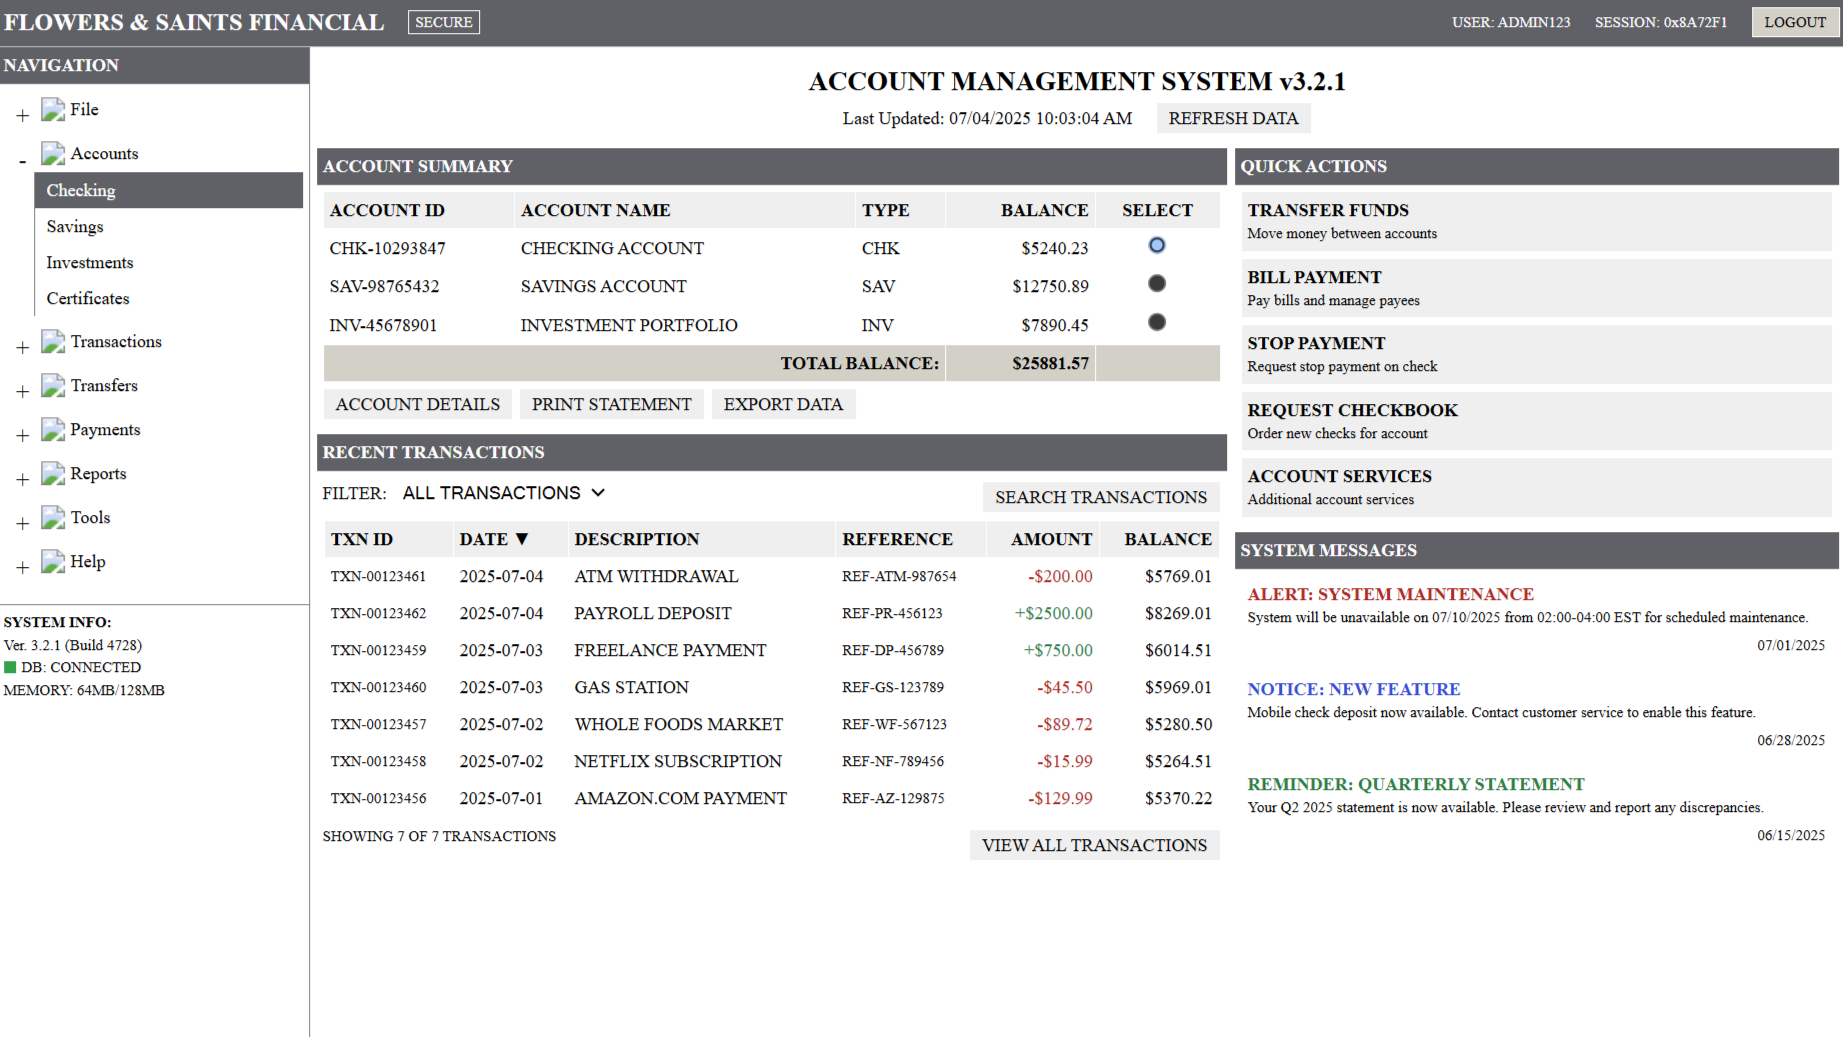 FLOWERS & SAINTS FINANCIAL SECURE USER: ADMIN123 SESSION: 0x8A72F1 LOGOUT
NAVIGATION
+ File
- Accounts
Checking
Savings
Investments
Certificates
+ Transactions
+ Transfers
+ Payments
+ Reports
+ Tools
+ Help
SYSTEM INFO:
Ver. 3.2.1 (Build 4728)
DB: CONNECTED
MEMORY: 64MB/128MB
ACCOUNT MANAGEMENT SYSTEM v3.2.1
Last Updated: 07/04/2025 10:03:04 AM REFRESH DATA
ACCOUNT SUMMARY
ACCOUNT ID ACCOUNT NAME TYPE BALANCE SELECT
CHK-10293847 CHECKING ACCOUNT CHK $5240.23
SAV-98765432 SAVINGS ACCOUNT SAV $12750.89
INV-45678901 INVESTMENT PORTFOLIO INV $7890.45
TOTAL BALANCE: $25881.57
ACCOUNT DETAILS PRINT STATEMENT EXPORT DATA
RECENT TRANSACTIONS
FILTER: ALL TRANSACTIONS SEARCH TRANSACTIONS
TXN ID DATE ▼ DESCRIPTION REFERENCE AMOUNT BALANCE
TXN-00123461 2025-07-04 ATM WITHDRAWAL REF-ATM-987654 -$200.00 $5769.01
TXN-00123462 2025-07-04 PAYROLL DEPOSIT REF-PR-456123 +$2500.00 $8269.01
TXN-00123459 2025-07-03 FREELANCE PAYMENT REF-DP-456789 +$750.00 $6014.51
TXN-00123460 2025-07-03 GAS STATION REF-GS-123789 -$45.50 $5969.01
TXN-00123457 2025-07-02 WHOLE FOODS MARKET REF-WF-567123 -$89.72 $5280.50
TXN-00123458 2025-07-02 NETFLIX SUBSCRIPTION REF-NF-789456 -$15.99 $5264.51
TXN-00123456 2025-07-01 AMAZON.COM PAYMENT REF-AZ-129875 -$129.99 $5370.22
SHOWING 7 OF 7 TRANSACTIONS VIEW ALL TRANSACTIONS
QUICK ACTIONS
TRANSFER FUNDS
Move money between accounts
BILL PAYMENT
Pay bills and manage payees
STOP PAYMENT
Request stop payment on check
REQUEST CHECKBOOK
Order new checks for account
ACCOUNT SERVICES
Additional account services
SYSTEM MESSAGES
ALERT: SYSTEM MAINTENANCE
System will be unavailable on 07/10/2025 from 02:00-04:00 EST for scheduled maintenance.
07/01/2025
NOTICE: NEW FEATURE
Mobile check deposit now available. Contact customer service to enable this feature.
06/28/2025
REMINDER: QUARTERLY STATEMENT
Your Q2 2025 statement is now available. Please review and report any discrepancies.
06/15/2025